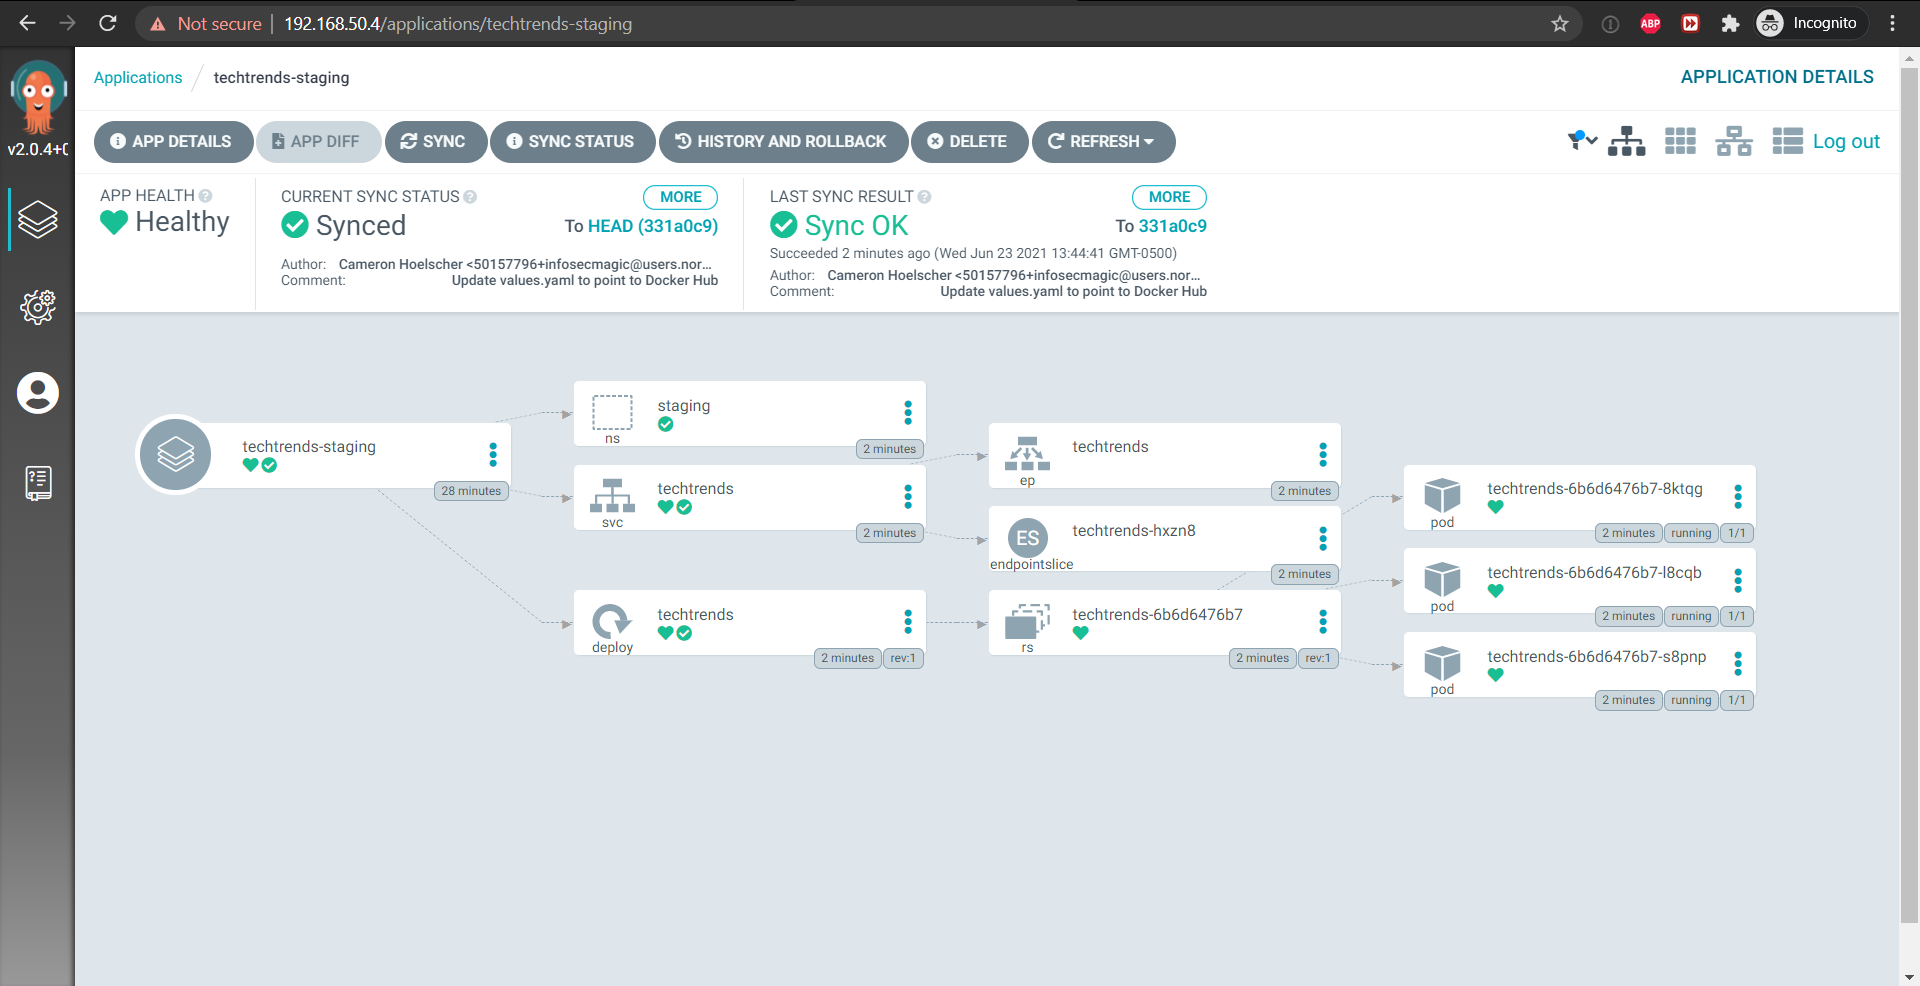 Not secure | 192.168.50.4/applications/techtrends-staging
ABP
Incognito
v2.0.4+0
Applications / techtrends-staging
APPLICATION DETAILS
APP DETAILS
APP DIFF
SYNC
SYNC STATUS
HISTORY AND ROLLBACK
DELETE
REFRESH
Log out
APP HEALTH
Healthy
CURRENT SYNC STATUS
MORE
Synced
To HEAD (331a0c9)
Author: Cameron Hoelscher <50157796+infosecmagic@users.nor...
Comment: Update values.yaml to point to Docker Hub
LAST SYNC RESULT
MORE
Sync OK
To 331a0c9
Succeeded 2 minutes ago (Wed Jun 23 2021 13:44:41 GMT-0500)
Author: Cameron Hoelscher <50157796+infosecmagic@users.nor...
Comment: Update values.yaml to point to Docker Hub
techtrends-staging
28 minutes
staging
ns
2 minutes
techtrends
svc
2 minutes
techtrends
deploy
2 minutes rev:1
techtrends
ep
2 minutes
ES
techtrends-hxzn8
endpointslice
2 minutes
techtrends-6b6d6476b7
rs
2 minutes rev:1
techtrends-6b6d6476b7-8ktqg
pod
2 minutes running 1/1
techtrends-6b6d6476b7-l8cqb
pod
2 minutes running 1/1
techtrends-6b6d6476b7-s8pnp
pod
2 minutes running 1/1